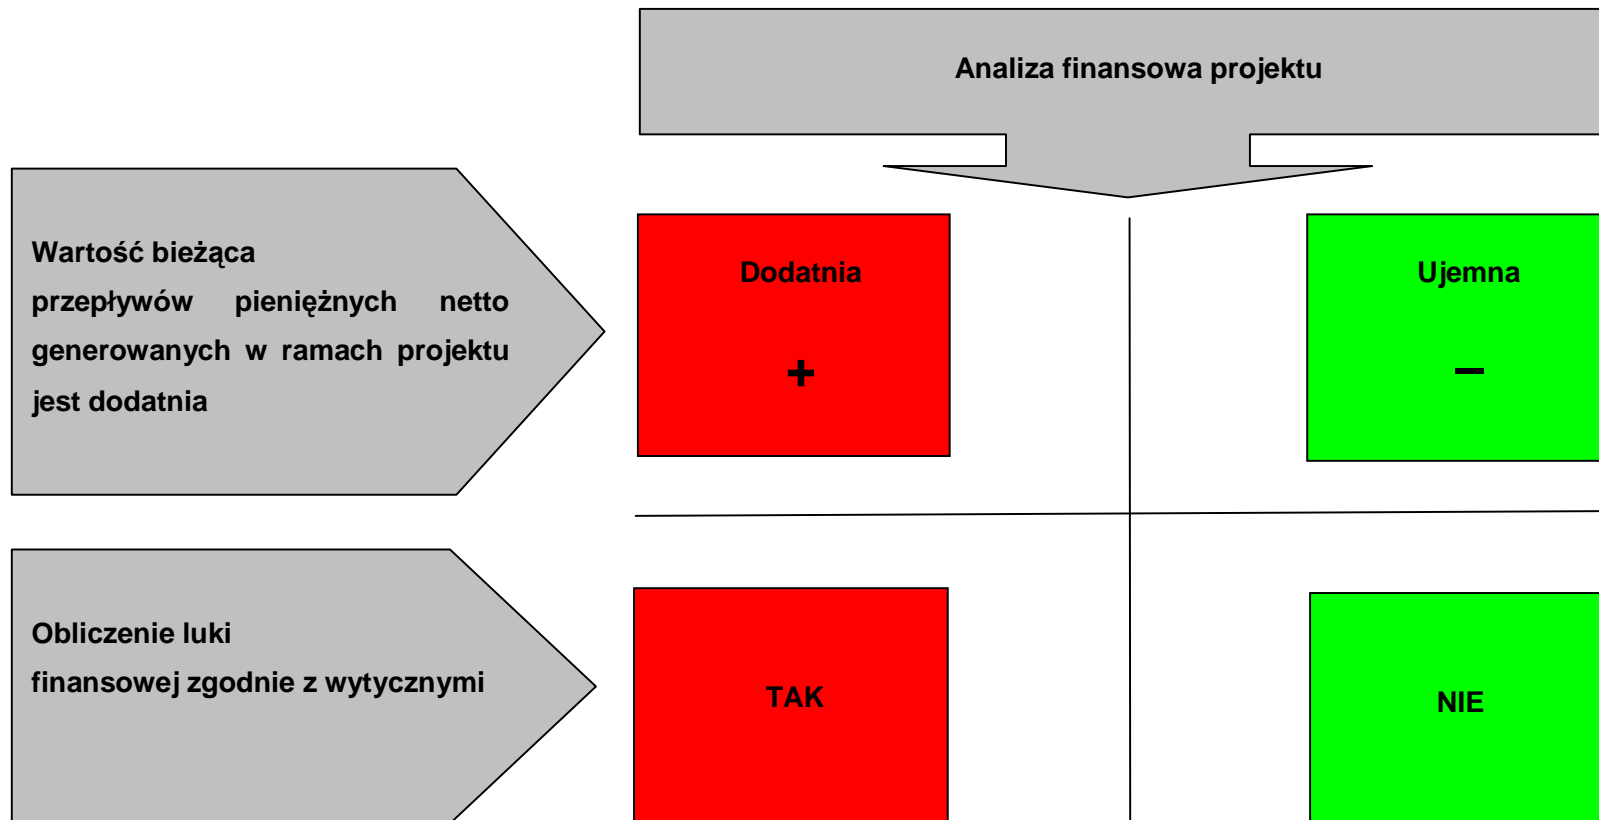 Analiza finansowa projektu
Wartość bieżąca
przepływów pieniężnych netto
generowanych w ramach projektu
jest dodatnia
Dodatnia
+
Ujemna
–
Obliczenie luki
finansowej zgodnie z wytycznymi
TAK
NIE